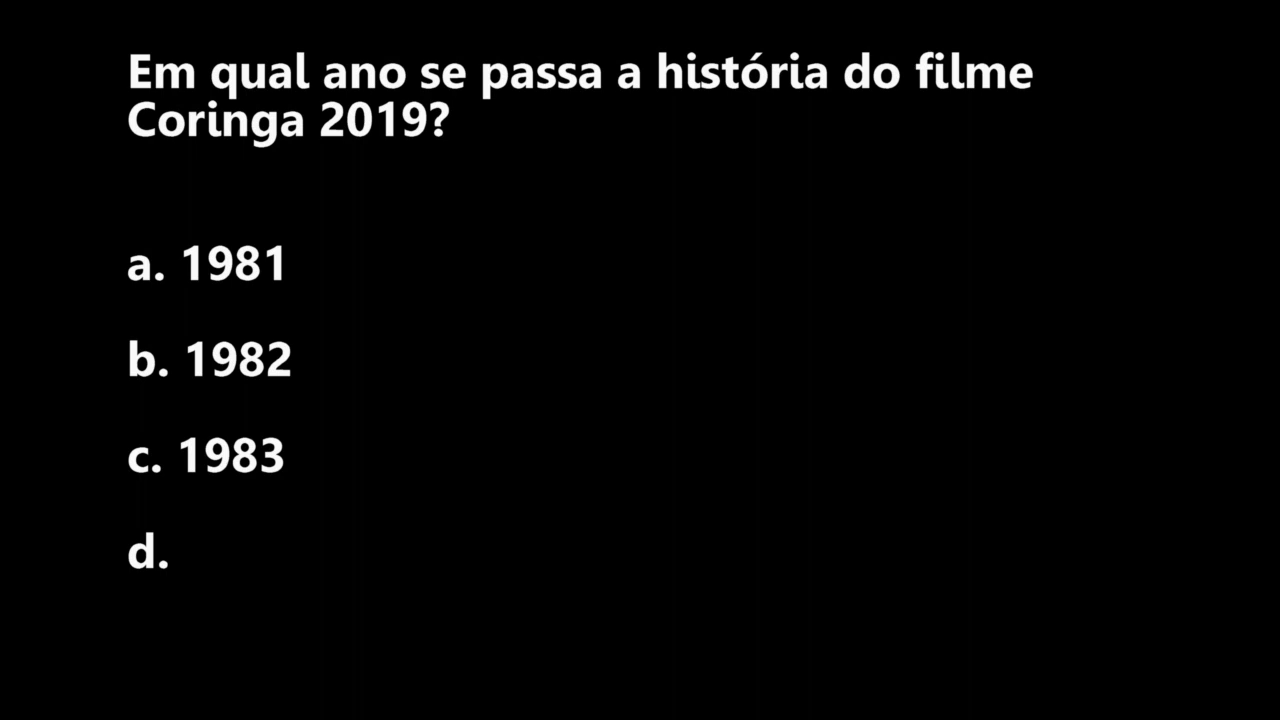 Em qual ano se passa a história do filme
Coringa 2019?
a. 1981
b. 1982
c. 1983
d.